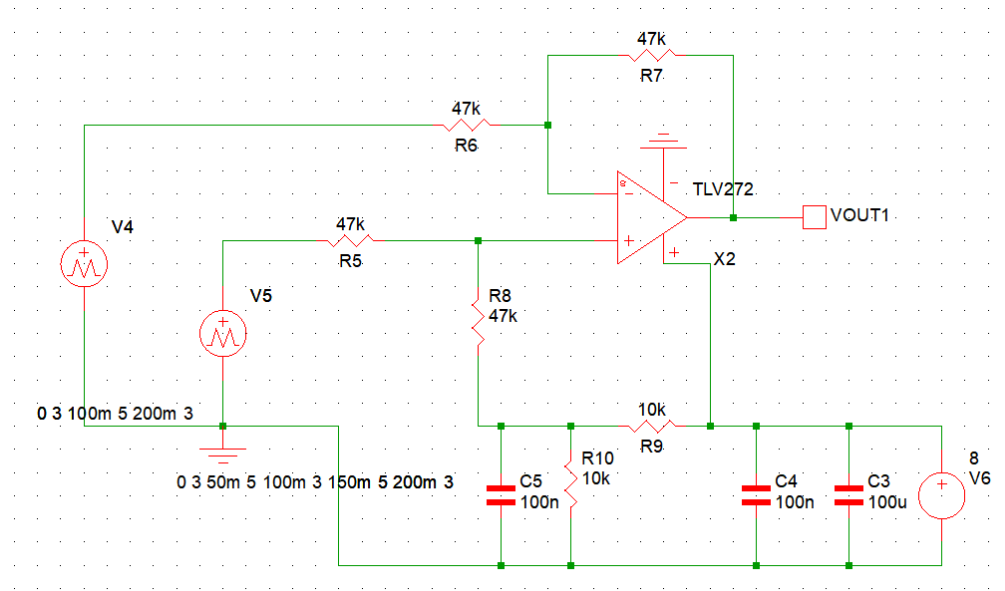 47k
R7
47k
R6
TLV272
VOUT1
V4
47k
R5
X2
V5
R8
47k
0 3 100m 5 200m 3
10k
R9
0 3 50m 5 100m 3 150m 5 200m 3
C5
100n
R10
10k
C4
100n
C3
100u
8
V6